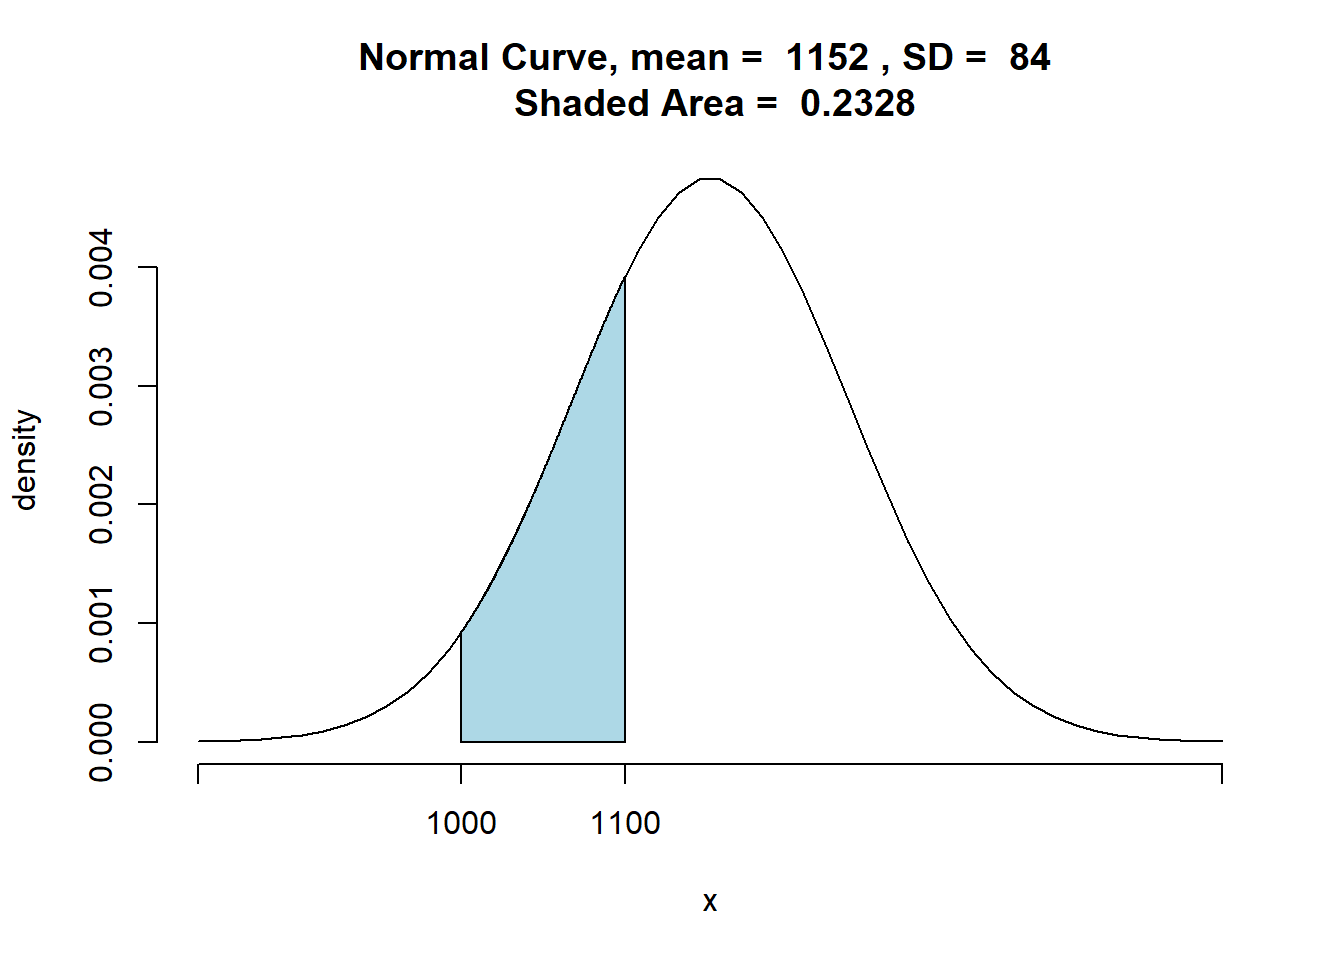 Normal Curve, mean =  1152 , SD =  84
Shaded Area =  0.2328
density
0.004
0.003
0.002
0.001
0.000
1000
1100
x